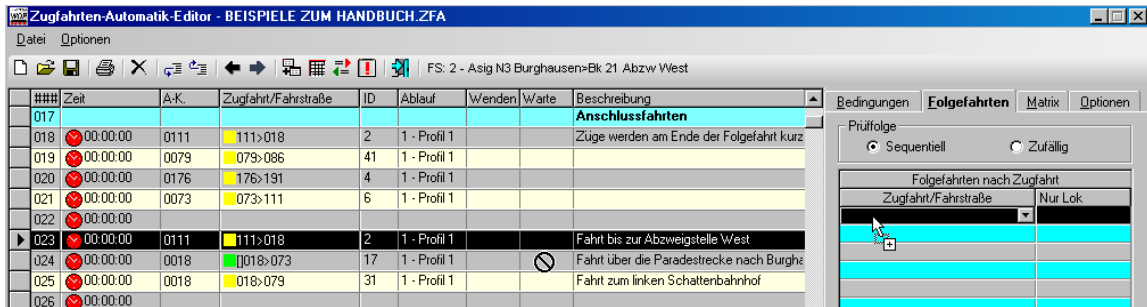 WDP Zugfahrten-Automatik-Editor - BEISPIELE ZUM HANDBUCH.ZFA
Datei Optionen
FS: 2 - Asig N3 Burghausen>Bk 21 Abzw West
### Zeit A-K. Zugfahrt/Fahrstraße ID Ablauf Wenden Warte Beschreibung
017 Anschlussfahrten
018 00:00:00 0111 111>018 2 1 - Profil 1 Züge werden am Ende der Folgefahrt kurz
019 00:00:00 0079 079>086 41 1 - Profil 1
020 00:00:00 0176 176>191 4 1 - Profil 1
021 00:00:00 0073 073>111 6 1 - Profil 1
022 00:00:00
023 00:00:00 0111 111>018 2 1 - Profil 1 Fahrt bis zur Abzweigstelle West
024 00:00:00 0018 []018>073 17 1 - Profil 1 Fahrt über die Paradestrecke nach Burgha
025 00:00:00 0018 018>079 31 1 - Profil 1 Fahrt zum linken Schattenbahnhof
026 00:00:00
Bedingungen Folgefahrten Matrix Optionen
Prüffolge
Sequentiell Zufällig
Folgefahrten nach Zugfahrt
Zugfahrt/Fahrstraße Nur Lok